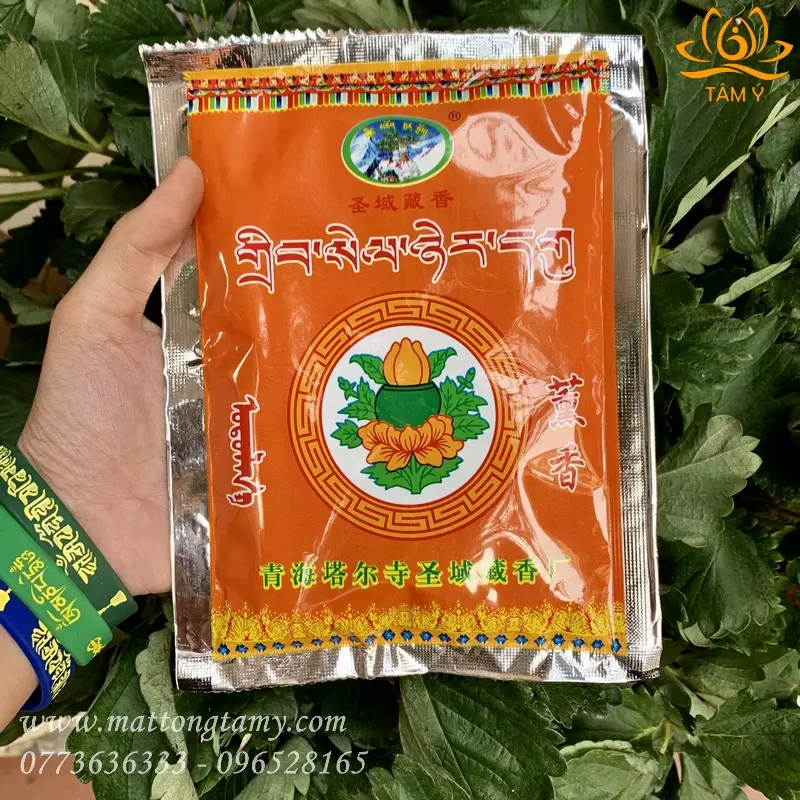 TÂM Ý
®
圣域藏香
གྲིབ་སེལ་ཉེར་དགུ
薰香
青海塔尔寺圣域藏香厂
www.mattongtamy.com
0773636333 - 096528165